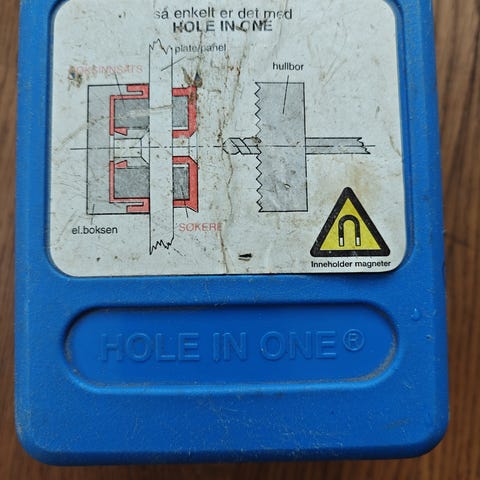 så enkelt er det med
HOLE IN ONE
plate/panel
BOKSINNSATS
hullbor
el.boksen
SØKERE
Inneholder magneter
HOLE IN ONE®